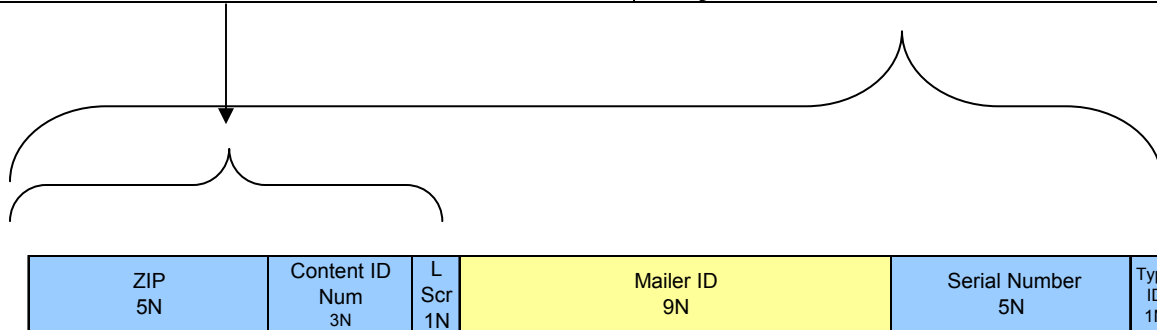 ZIP
5N
Content ID
Num
3N
L
Scr
1N
Mailer ID
9N
Serial Number
5N